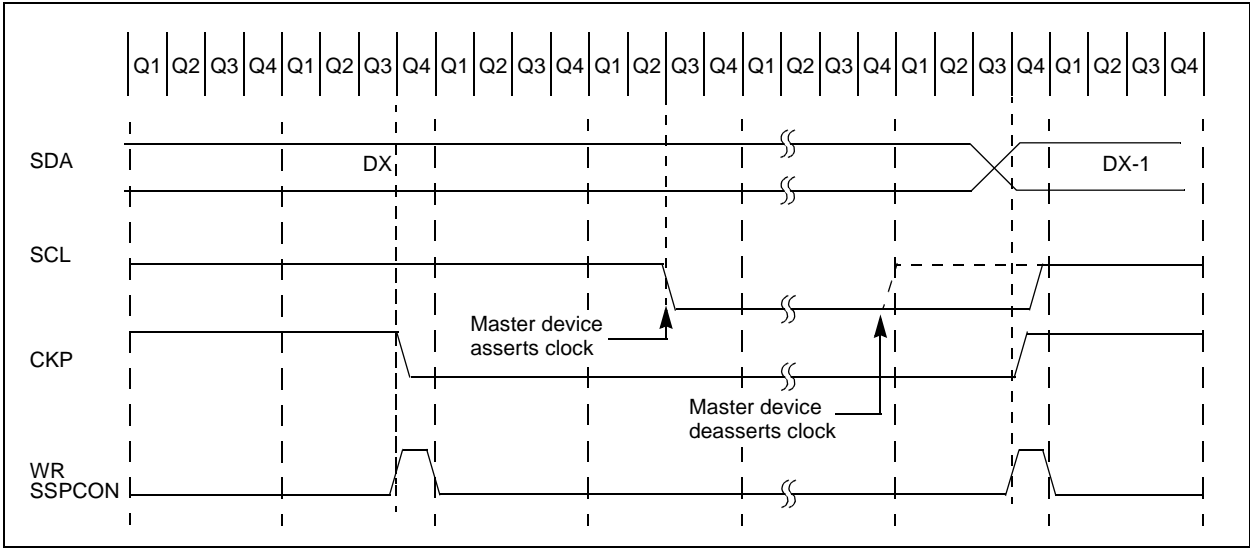 Q1 Q2 Q3 Q4 Q1 Q2 Q3 Q4 Q1 Q2 Q3 Q4 Q1 Q2 Q3 Q4 Q1 Q2 Q3 Q4 Q1 Q2 Q3 Q4 Q1 Q2 Q3 Q4
SDA
DX
DX-1
SCL
Master device
asserts clock
CKP
Master device
deasserts clock
WR
SSPCON